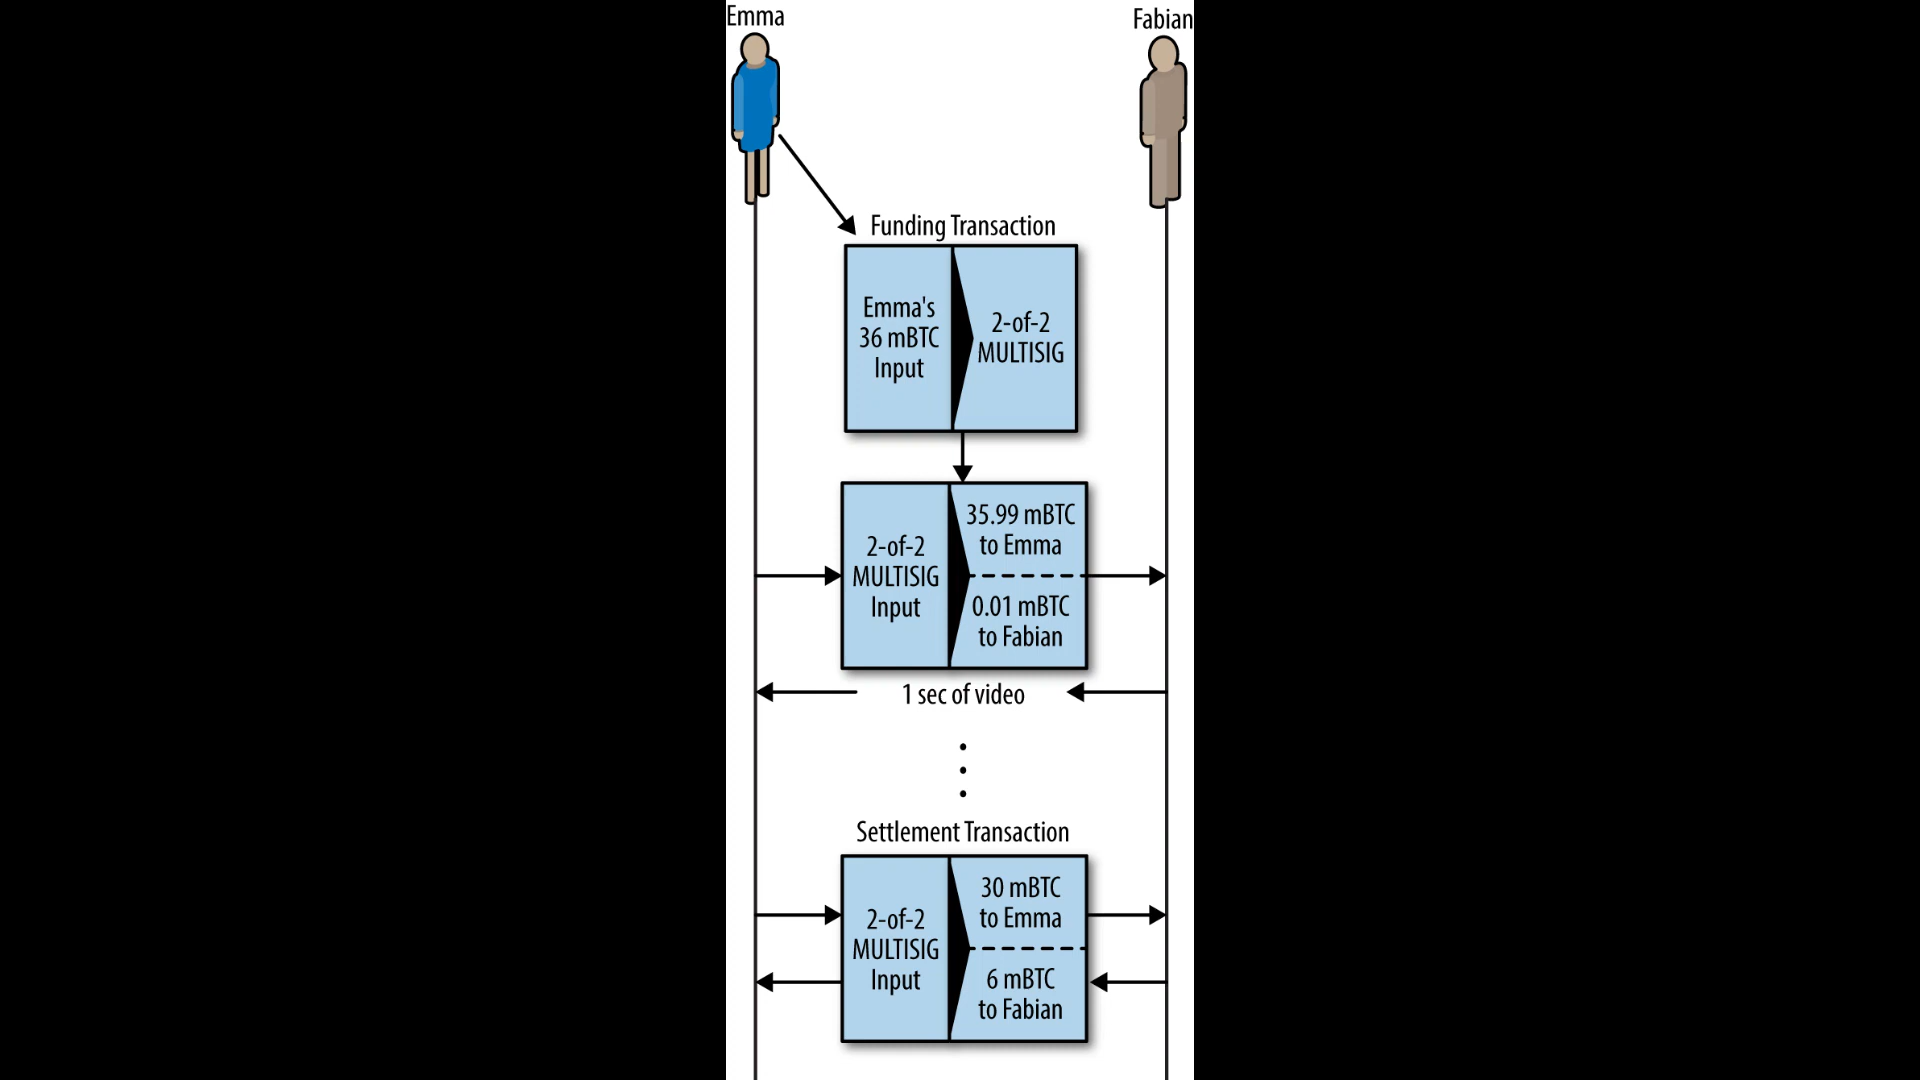 Emma
Fabian
Funding Transaction
Emma's
36 mBTC
Input
2-of-2
MULTISIG
2-of-2
MULTISIG
Input
35.99 mBTC
to Emma
0.01 mBTC
to Fabian
1 sec of video
Settlement Transaction
2-of-2
MULTISIG
Input
30 mBTC
to Emma
6 mBTC
to Fabian